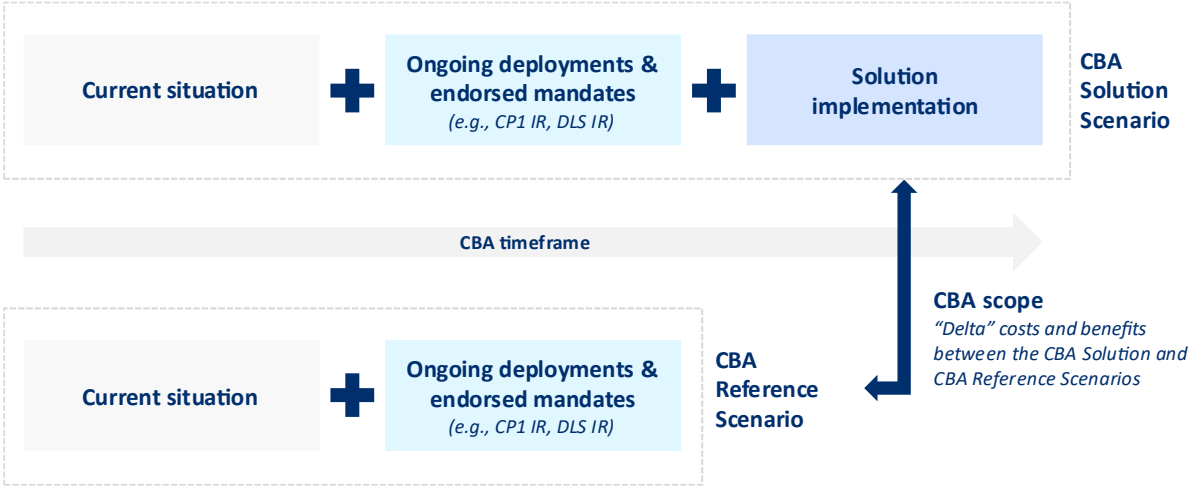 Current situation
Ongoing deployments &
endorsed mandates
(e.g., CP1 IR, DLS IR)
Solution
implementation
CBA
Solution
Scenario
CBA timeframe
CBA scope
“Delta” costs and benefits
between the CBA Solution and
CBA Reference Scenarios
Current situation
Ongoing deployments &
endorsed mandates
(e.g., CP1 IR, DLS IR)
CBA
Reference
Scenario